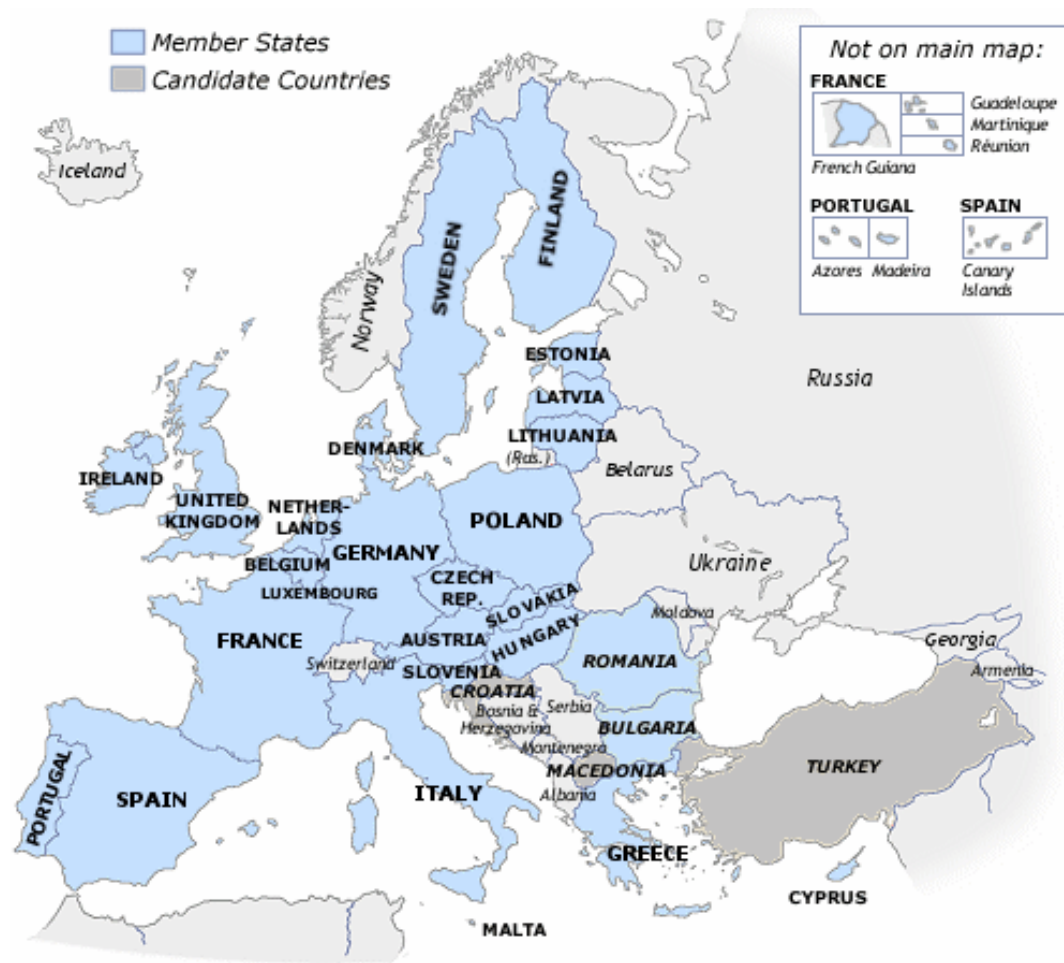 Member States
Candidate Countries
Not on main map:
FRANCE
Guadeloupe
Martinique
Réunion
French Guiana
PORTUGAL
SPAIN
Azores
Madeira
Canary
Islands
Iceland
Norway
SWEDEN
FINLAND
Russia
ESTONIA
LATVIA
LITHUANIA
(Rus.)
DENMARK
Belarus
IRELAND
UNITED
KINGDOM
NETHER-
LANDS
POLAND
GERMANY
BELGIUM
LUXEMBOURG
CZECH
REP.
SLOVAKIA
Ukraine
Moldova
FRANCE
AUSTRIA
HUNGARY
Switzerland
SLOVENIA
ROMANIA
CROATIA
Bosnia &
Herzegovina
Serbia
Montenegro
BULGARIA
Georgia
Armenia
MACEDONIA
Albania
TURKEY
PORTUGAL
SPAIN
ITALY
GREECE
CYPRUS
MALTA